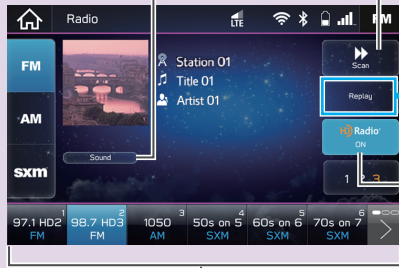 Radio
LTE
FM
FM
AM
sxm
Station 01
Title 01
Artist 01
Sound
Scan
Replay
HD Radio
ON
1 2 3
97.1 HD2
FM
1
98.7 HD3
FM
2
1050
AM
3
50s on 5
SXM
4
60s on 6
SXM
5
70s on 7
SXM
6